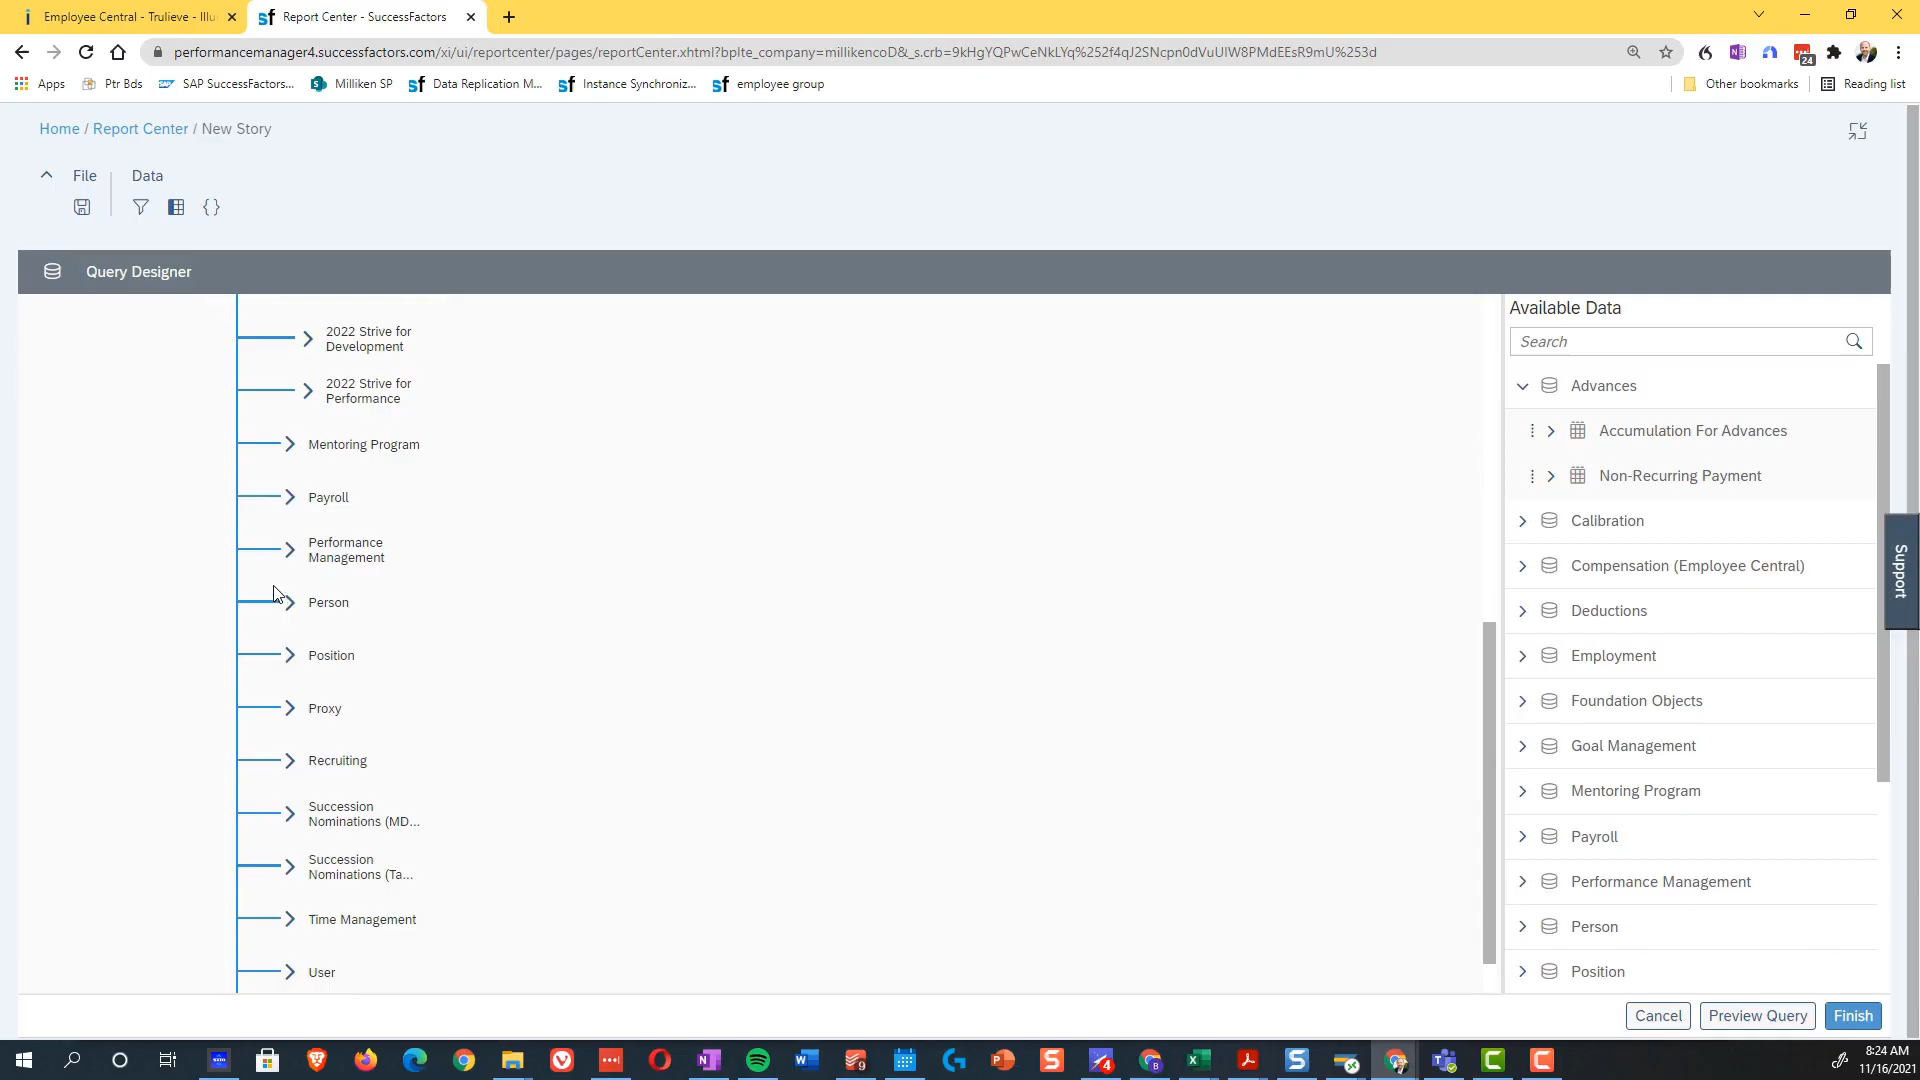 Employee Central - Trulieve - Illu
Report Center - SuccessFactors
performancemanager4.successfactors.com/xi/ui/reportcenter/pages/reportCenter.xhtml?bplte_company=millikencoD&_s.crb=9kHgYQPwCeNkLYq%252f4qJ2SNcpn0dVuUIW8PMdEEsR9mU%253d
24
Apps
Ptr Bds
SAP SuccessFactors...
Milliken SP
Data Replication M...
Instance Synchroniz...
employee group
Other bookmarks
Reading list
Home / Report Center / New Story
File
Data
Query Designer
2022 Strive for
Development
2022 Strive for
Performance
Mentoring Program
Payroll
Performance
Management
Person
Position
Proxy
Recruiting
Succession
Nominations (MD...
Succession
Nominations (Ta...
Time Management
User
Available Data
Search
Advances
Accumulation For Advances
Non-Recurring Payment
Calibration
Compensation (Employee Central)
Deductions
Employment
Foundation Objects
Goal Management
Mentoring Program
Payroll
Performance Management
Person
Position
Support
Cancel
Preview Query
Finish
8:24 AM
11/16/2021